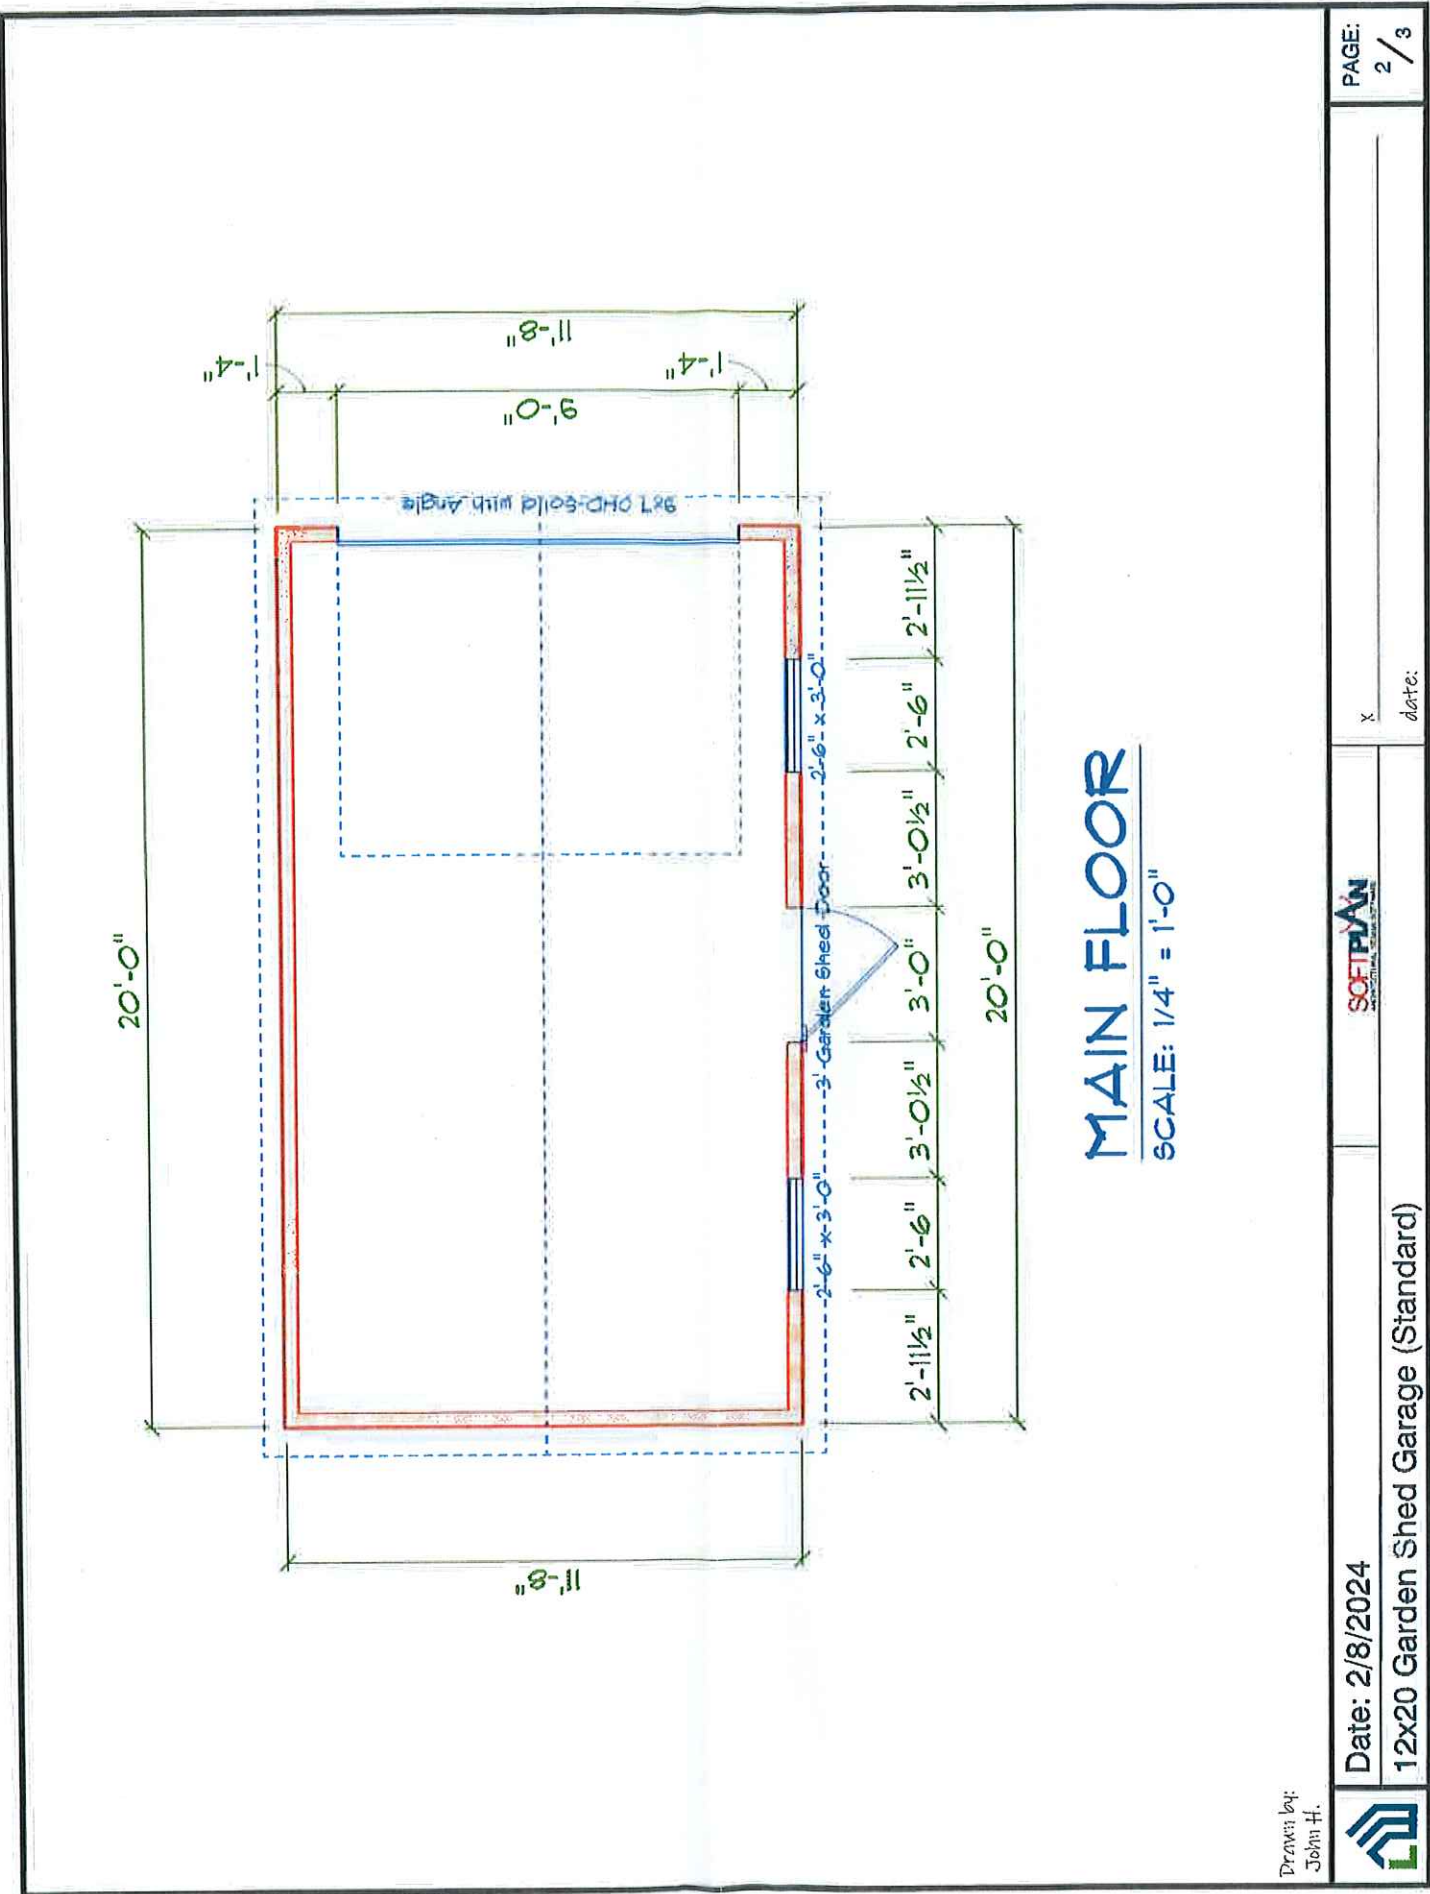 20'-0"
1'-4"
11'-8"
1'-4"
9'-0"
9x7 OHD-Solid with Angle
11'-8"
2'-6" x 3'-0"
3' Garden Shed Door
2'-6" x 3'-0"
2'-11½"
2'-6"
3'-0½"
3'-0"
3'-0½"
2'-6"
2'-11½"
20'-0"
MAIN FLOOR
SCALE: 1/4" = 1'-0"
Drawn by:
John H.
Date: 2/8/2024
12x20 Garden Shed Garage (Standard)
SOFTPLAN
x
date:
PAGE:
2/3